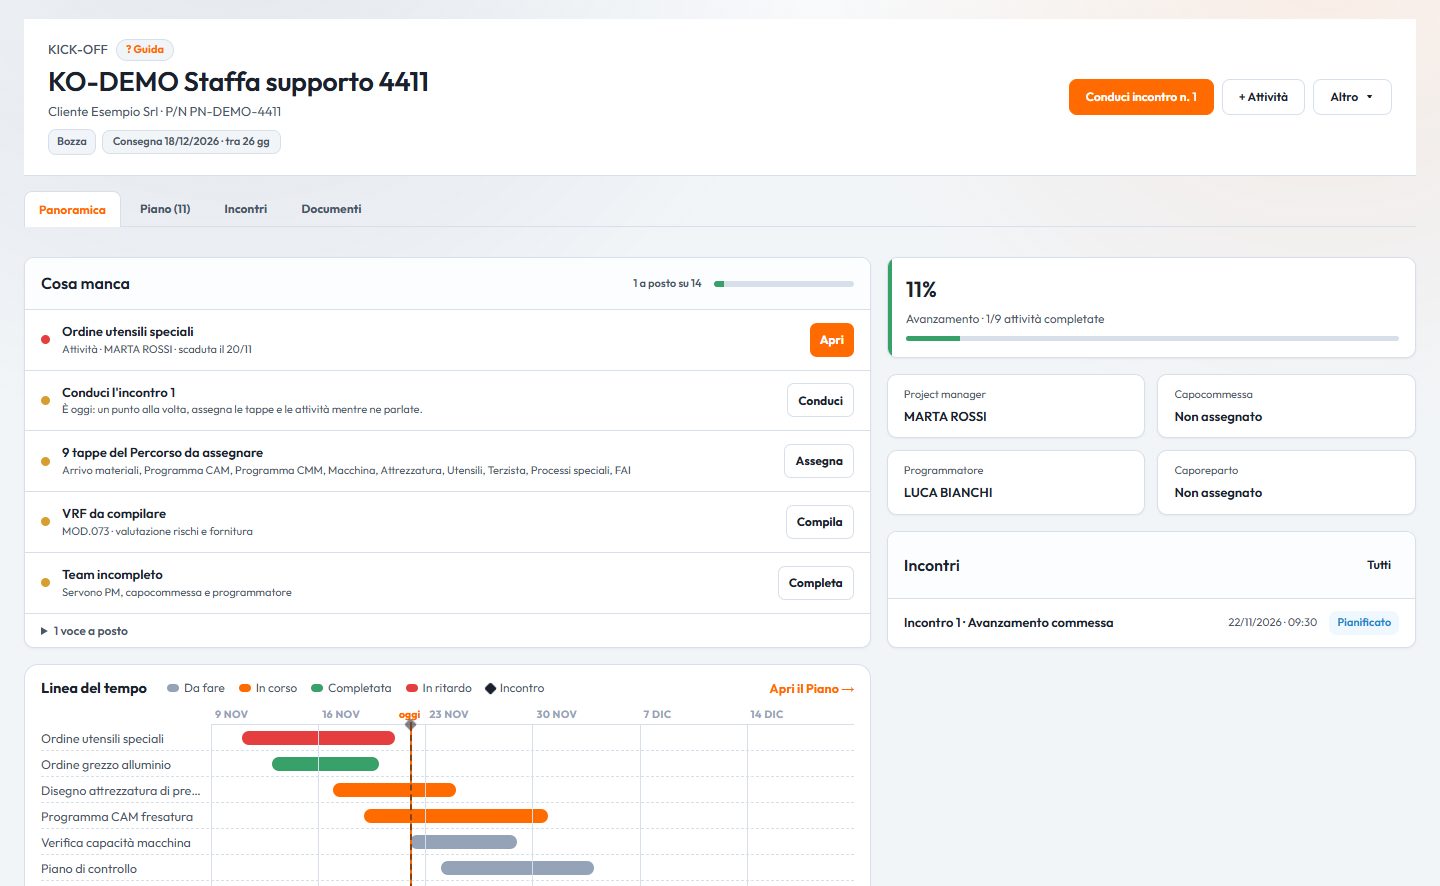 KICK-OFF ? Guida
KO-DEMO Staffa supporto 4411
Cliente Esempio Srl · P/N PN-DEMO-4411
Bozza Consegna 18/12/2026 · tra 26 gg
Conduci incontro n. 1 + Attività Altro
Panoramica Piano (11) Incontri Documenti
Cosa manca 1 a posto su 14
Ordine utensili speciali
Attività · MARTA ROSSI · scaduta il 20/11
Apri
Conduci l'incontro 1
È oggi: un punto alla volta, assegna le tappe e le attività mentre ne parlate.
Conduci
9 tappe del Percorso da assegnare
Arrivo materiali, Programma CAM, Programma CMM, Macchina, Attrezzatura, Utensili, Terzista, Processi speciali, FAI
Assegna
VRF da compilare
MOD.073 · valutazione rischi e fornitura
Compila
Team incompleto
Servono PM, capocommessa e programmatore
Completa
1 voce a posto
11%
Avanzamento · 1/9 attività completate
Project manager
MARTA ROSSI
Capocommessa
Non assegnato
Programmatore
LUCA BIANCHI
Caporeparto
Non assegnato
Incontri Tutti
Incontro 1 · Avanzamento commessa 22/11/2026 · 09:30 Pianificato
Linea del tempo Da fare In corso Completata In ritardo Incontro Apri il Piano →
9 NOV 16 NOV oggi 23 NOV 30 NOV 7 DIC 14 DIC
Ordine utensili speciali
Ordine grezzo alluminio
Disegno attrezzatura di pre...
Programma CAM fresatura
Verifica capacità macchina
Piano di controllo